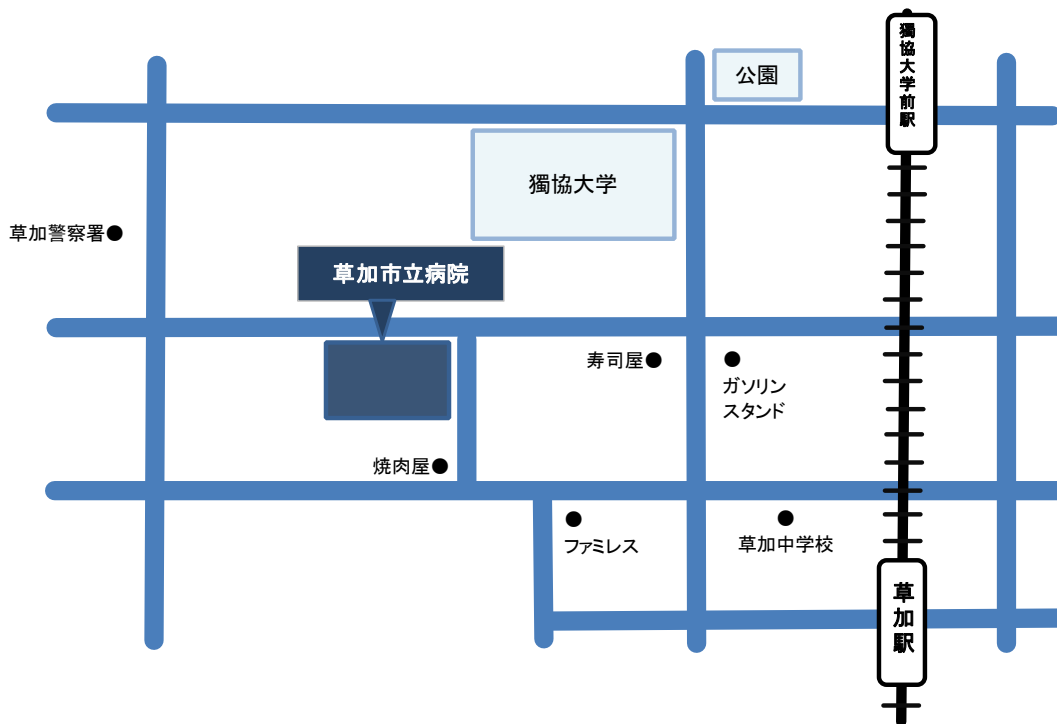 獨協大学前駅
公園
獨協大学
草加警察署
草加市立病院
寿司屋
ガソリン
スタンド
焼肉屋
ファミレス
草加中学校
草加駅